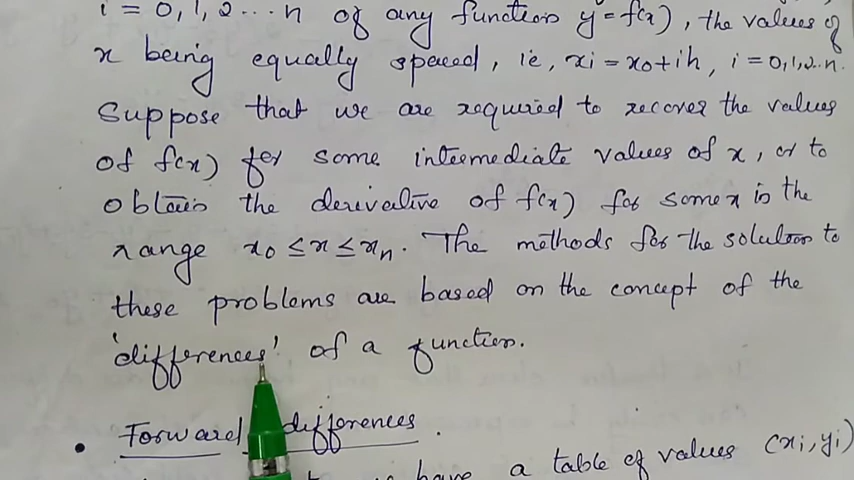 i = 0, 1, 2 ... n of any function y = f(x), the values of
x being equally spaced, ie, xi = x0 + ih, i = 0,1,2..n.
Suppose that we are required to recover the values
of f(x) for some intermediate values of x, or to
obtain the derivative of f(x) for some x in the
range x0 ≤ x ≤ xn. The methods for the solution to
these problems are based on the concept of the
'differences' of a function.
• Forward differences.
have a table of values (xi, yi)